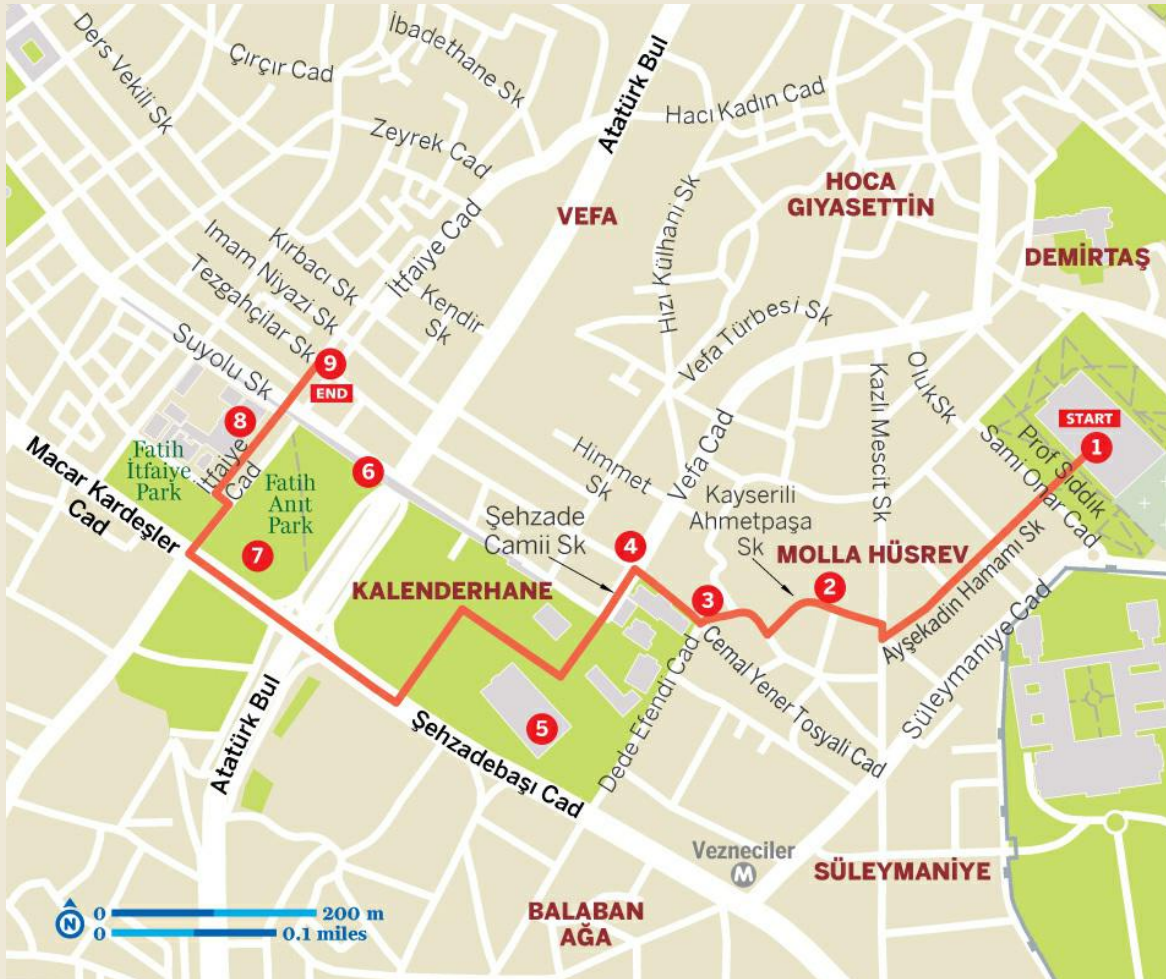 Ders Vekili Sk
Çırçır Cad
İbadethane Sk
Atatürk Bul
Hacı Kadın Cad
Zeyrek Cad
HOCA
GIYASETTİN
VEFA
DEMİRTAŞ
Hızı Külhani Sk
İtfaiye Cad
Kırbacı Sk
Imam Niyazi Sk
Tezgahçilar Sk
Kendir
Sk
Vefa Türbesi Sk
Suyolu Sk
9
END
Kazlı Mescit Sk
Oluk Sk
START
1
Prof Sıddık
Sami Onar Cad
8
İtfaiye
Cad
Fatih
İtfaiye
Park
Fatih
Anıt
Park
6
Himmet
Sk
Vefa Cad
Macar Kardeşler
Cad
Şehzade
Camii Sk
Kayserili
Ahmetpaşa
Sk
7
4
MOLLA HÜSREV
KALENDERHANE
3
2
Ayşekadin Hamamı Sk
Cemal Yener Tosyali Cad
Süleymaniye Cad
5
Dede Efendi Cad
Atatürk Bul
Şehzadebaşı Cad
Vezneciler
M
SÜLEYMANİYE
BALABAN
AĞA
N
0 200 m
0 0.1 miles